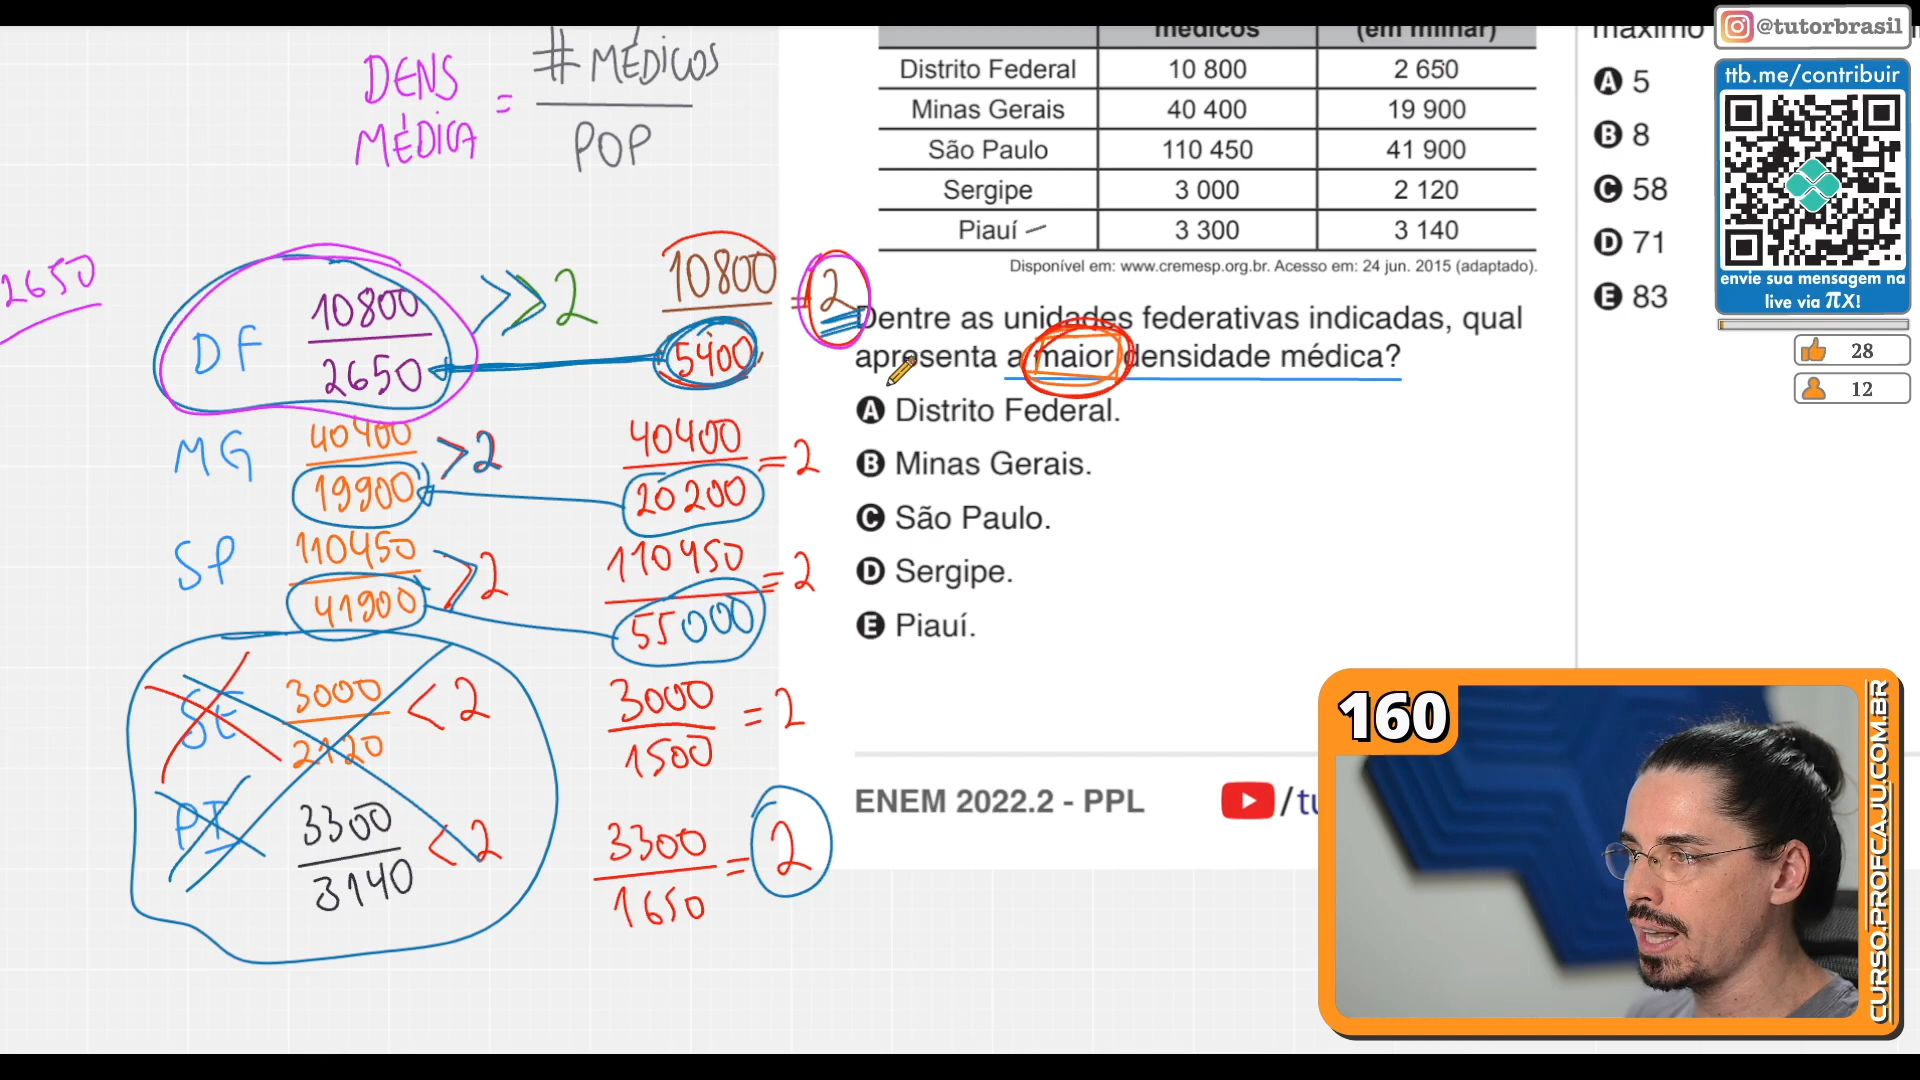 DENS
MÉDICA
=
# MÉDICOS
POP
2650
DF
10800
2650
>> 2
10800
5400
= 2
MG
40400
19900
> 2
40400
20200
= 2
SP
110450
41900
> 2
110450
55000
= 2
SE
3000
2120
< 2
3000
1500
= 2
PI
3300
3140
< 2
3300
1650
= 2
médicos (em milhar)
Distrito Federal 10 800 2 650
Minas Gerais 40 400 19 900
São Paulo 110 450 41 900
Sergipe 3 000 2 120
Piauí 3 300 3 140
Disponível em: www.cremesp.org.br. Acesso em: 24 jun. 2015 (adaptado).
Dentre as unidades federativas indicadas, qual
apresenta a maior densidade médica?
A Distrito Federal.
B Minas Gerais.
C São Paulo.
D Sergipe.
E Piauí.
ENEM 2022.2 - PPL
/tu
máximo
A 5
B 8
C 58
D 71
E 83
@tutorbrasil
ttb.me/contribuir
envie sua mensagem na
live via πX!
28
12
160
CURSO.PROFCAJU.COM.BR